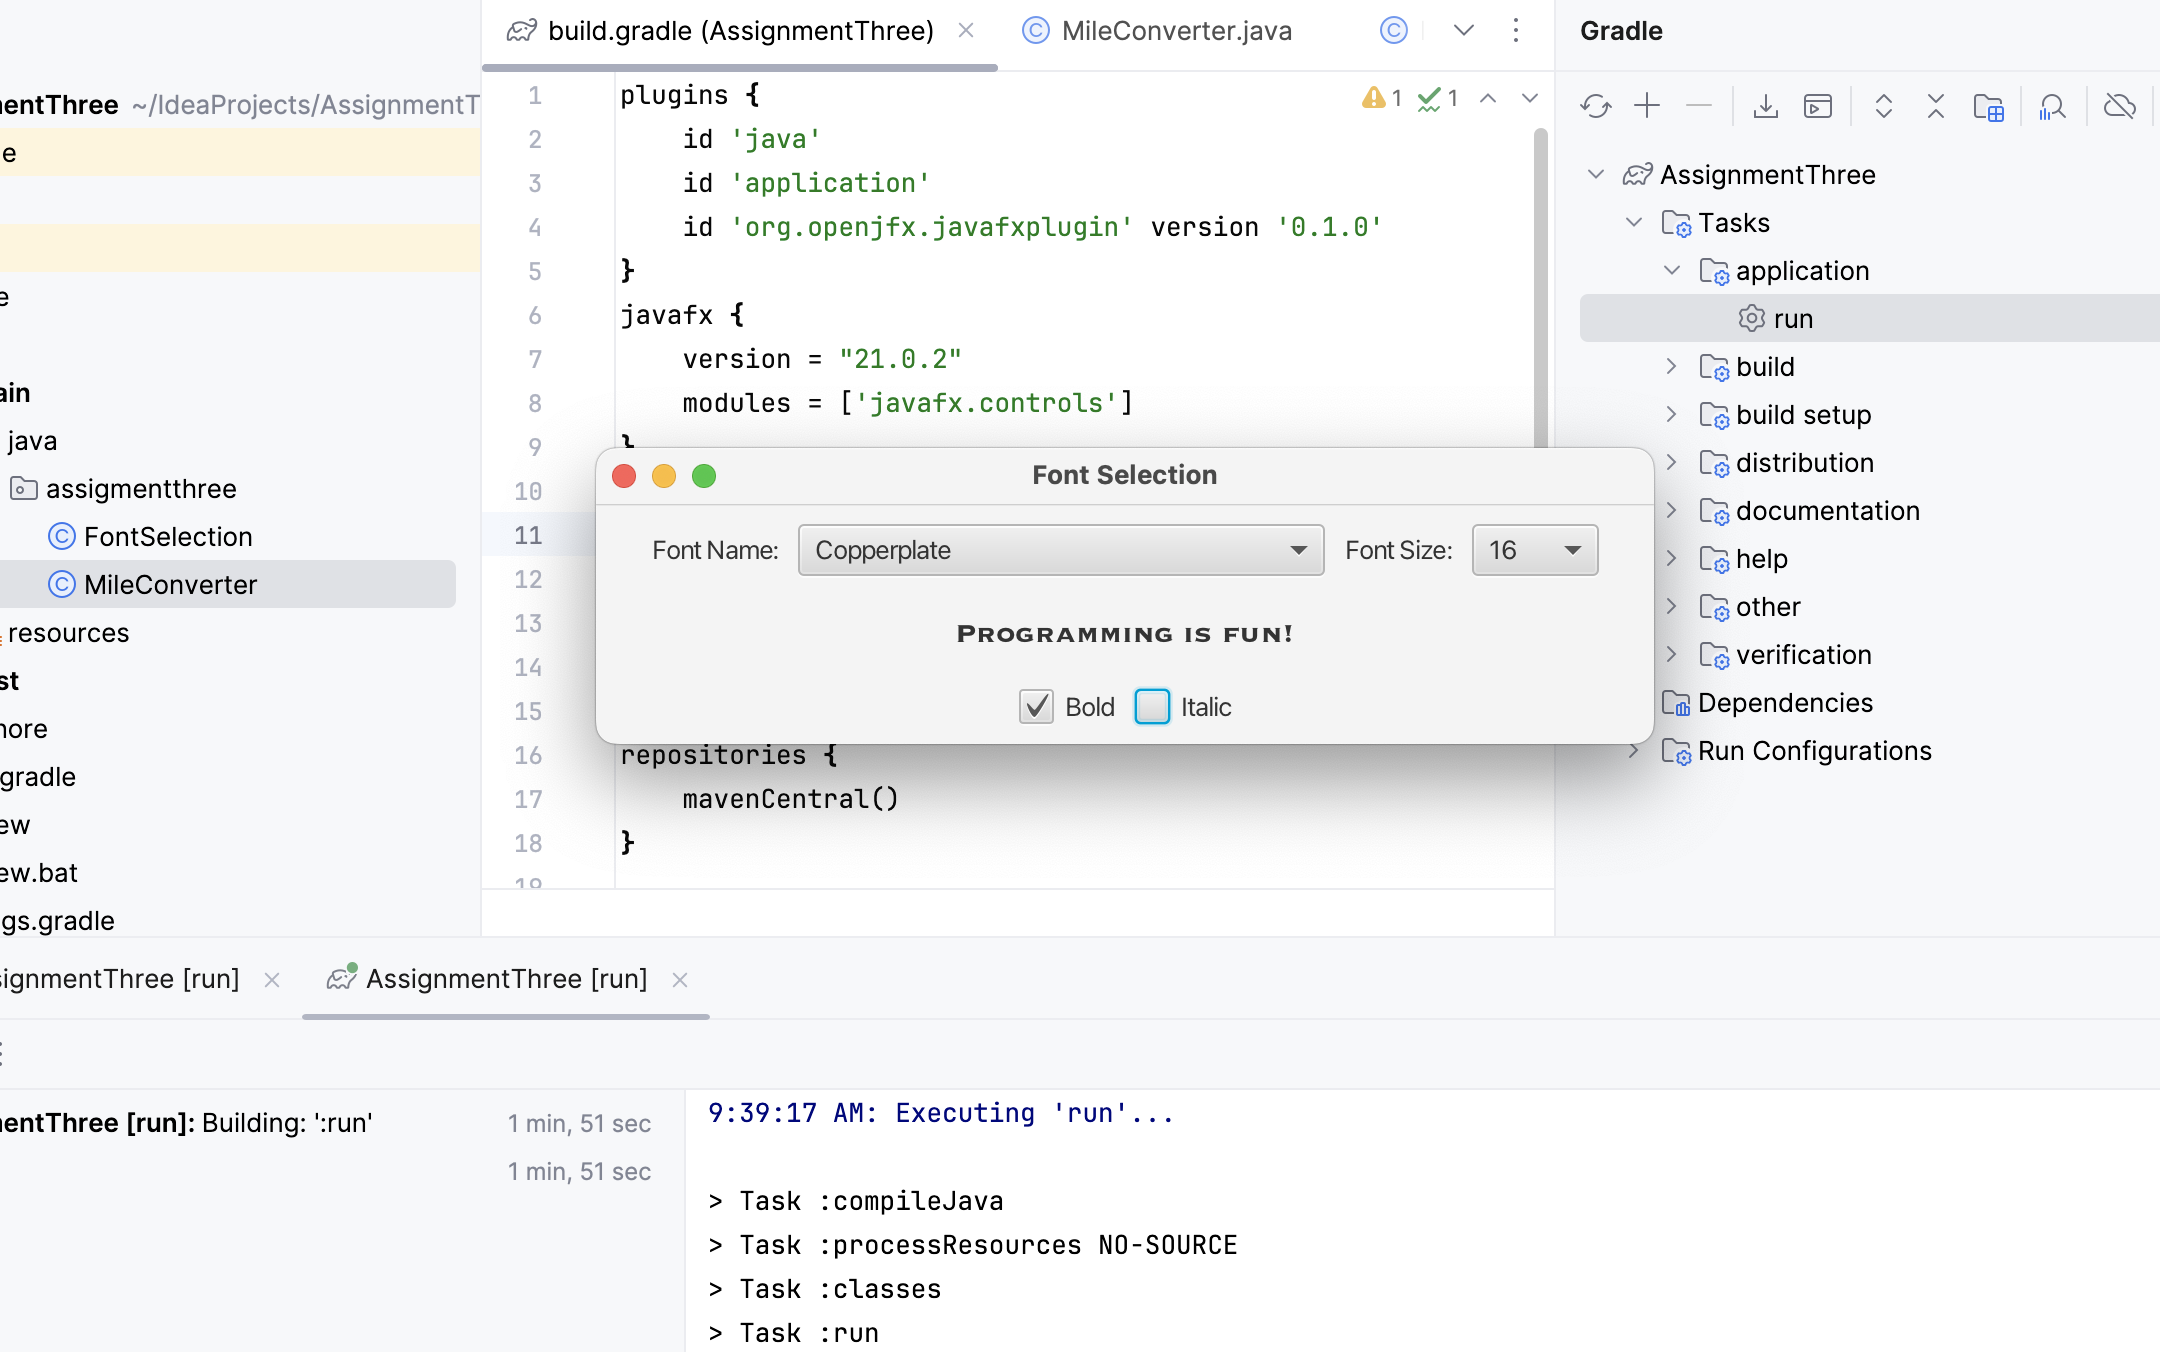 build.gradle (AssignmentThree)
MileConverter.java
Gradle
entThree ~/IdeaProjects/AssignmentT
e
e
ain
java
assigmentthree
FontSelection
MileConverter
resources
st
nore
gradle
ew
ew.bat
gs.gradle
1 plugins {
2 id 'java'
3 id 'application'
4 id 'org.openjfx.javafxplugin' version '0.1.0'
5 }
6 javafx {
7 version = "21.0.2"
8 modules = ['javafx.controls']
9 }
10
11
12
13
14
15
16 repositories {
17 mavenCentral()
18 }
19
1 1
Font Selection
Font Name: Copperplate Font Size: 16
Programming is fun!
Bold Italic
AssignmentThree
Tasks
application
run
build
build setup
distribution
documentation
help
other
verification
Dependencies
Run Configurations
signmentThree [run]
AssignmentThree [run]
entThree [run]: Building: ':run' 1 min, 51 sec
1 min, 51 sec
9:39:17 AM: Executing 'run'...
> Task :compileJava
> Task :processResources NO-SOURCE
> Task :classes
> Task :run